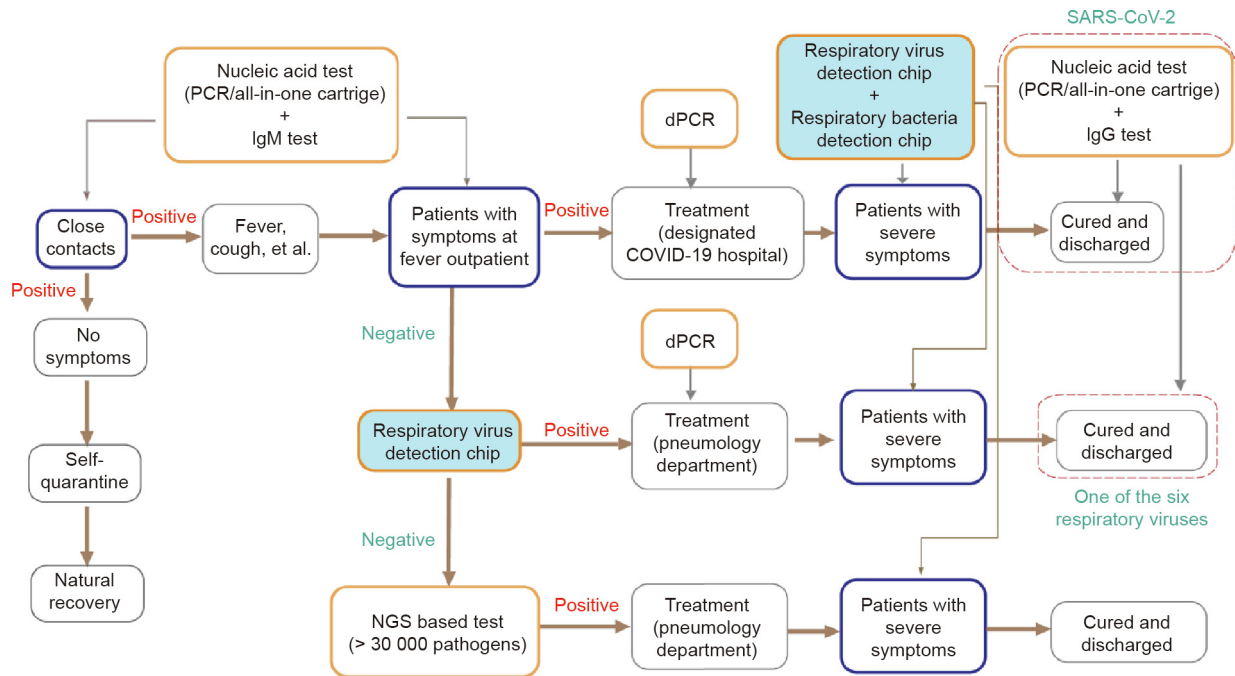 SARS-CoV-2
Nucleic acid test
(PCR/all-in-one cartrige)
+
IgM test
dPCR
Respiratory virus
detection chip
+
Respiratory bacteria
detection chip
Nucleic acid test
(PCR/all-in-one cartrige)
+
IgG test
Close
contacts
Positive
Fever,
cough, et al.
Patients with
symptoms at
fever outpatient
Positive
Treatment
(designated
COVID-19 hospital)
Patients with
severe
symptoms
Cured and
discharged
Positive
No
symptoms
Negative
dPCR
Self-
quarantine
Respiratory virus
detection chip
Positive
Treatment
(pneumology
department)
Patients with
severe
symptoms
Cured and
discharged
One of the six
respiratory viruses
Negative
Natural
recovery
NGS based test
(> 30 000 pathogens)
Positive
Treatment
(pneumology
department)
Patients with
severe
symptoms
Cured and
discharged